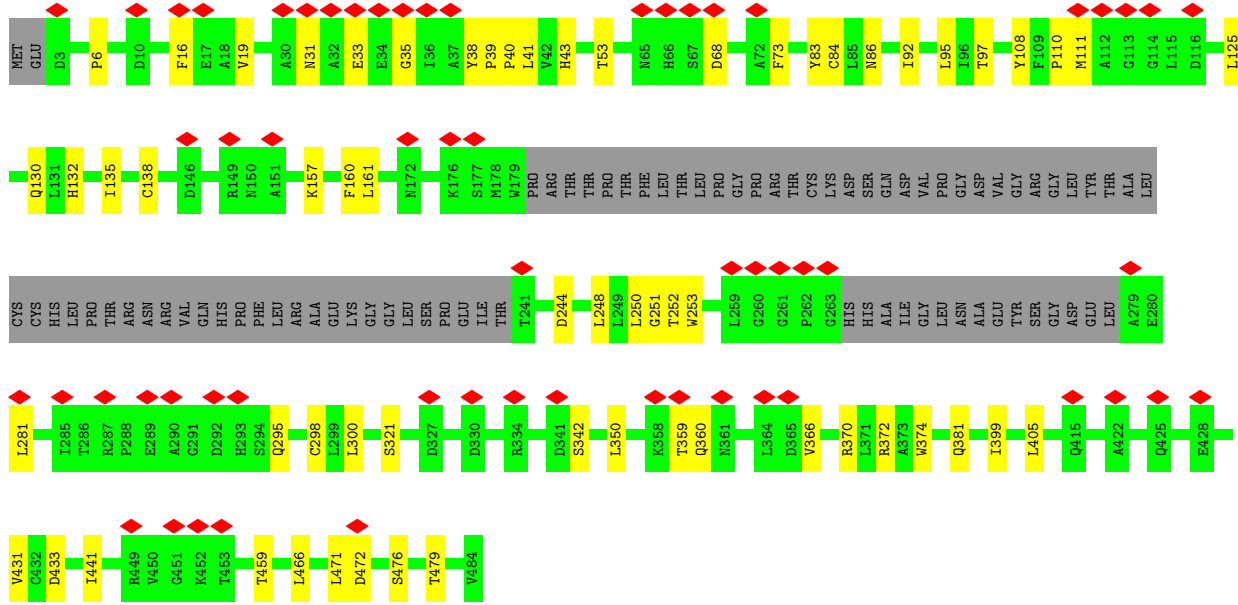 MET GLU D3 P6 D10 F16 E17 A18 V19 A30 N31 A32 E33 E34 G35 I36 A37 Y38 P39 P40 L41 V42 H43 T53 N65 H66 S67 D68 A72 F73 Y83 C84 L85 N86 I92 L95 I96 T97 Y108 F109 P110 M111 A112 G113 G114 L115 D116 L125
Q130 L131 H132 I135 C138 D146 R149 N150 A151 K157 F160 L161 N172 K176 S177 M178 W179 PRO ARG THR THR PRO THR PHE LEU THR LEU PRO GLY PRO ARG THR CYS LYS ASP SER GLN ASP VAL PRO GLY ASP VAL GLY ARG GLY LEU TYR THR ALA LEU
CYS CYS HIS LEU PRO THR ARG ASN ARG VAL GLN HIS PRO PHE LEU ARG ALA GLU LYS GLY GLY LEU SER PRO GLU ILE THR T241 D244 L248 L249 L250 G251 T252 W253 L259 G260 G261 P262 G263 HIS HIS ALA ILE GLY LEU ASN ALA GLU TYR SER GLY ASP GLU LEU A279 E280
L281 I285 T286 R287 P288 E289 A290 G291 D292 H293 S294 Q295 C298 L299 L300 S321 D327 D330 R334 D341 S342 L350 K358 T359 Q360 N361 L364 D365 V366 R370 L371 R372 A373 W374 Q381 I399 L405 Q415 A422 Q425 E428
V431 C432 D433 I441 R449 V450 G451 K452 T453 T459 L466 L471 D472 S476 T479 V484